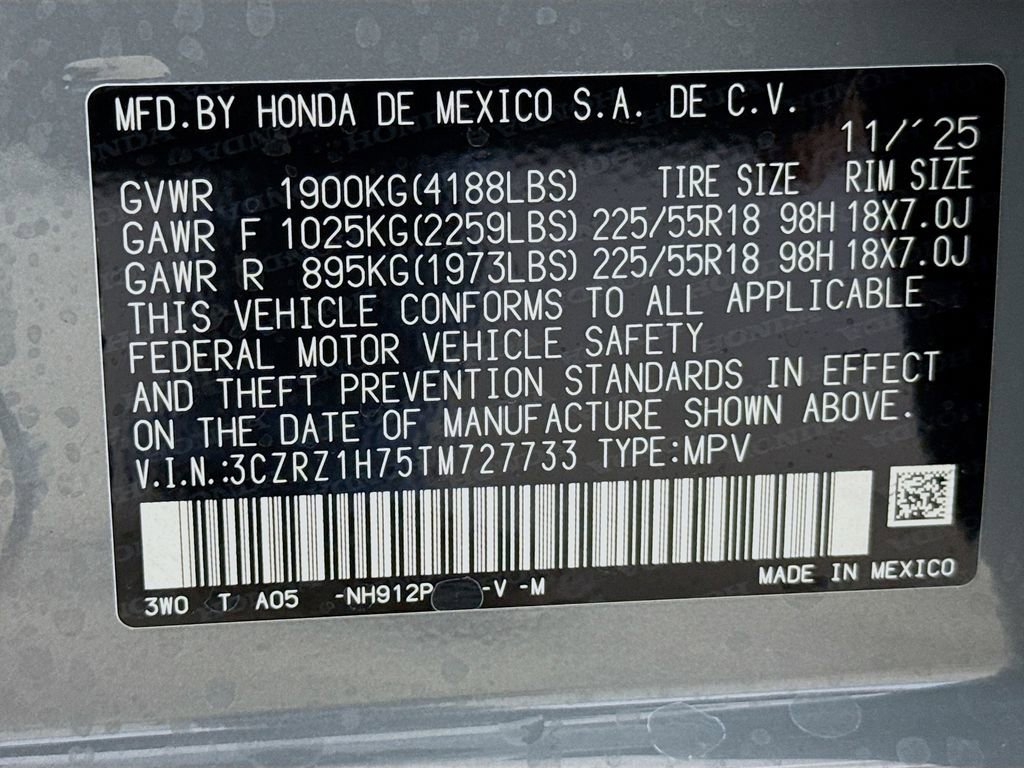 MFD.BY HONDA DE MEXICO S.A. DE C.V.
11/´25
GVWR 1900KG(4188LBS) TIRE SIZE RIM SIZE
GAWR F 1025KG(2259LBS) 225/55R18 98H 18X7.0J
GAWR R 895KG(1973LBS) 225/55R18 98H 18X7.0J
THIS VEHICLE CONFORMS TO ALL APPLICABLE
FEDERAL MOTOR VEHICLE SAFETY
AND THEFT PREVENTION STANDARDS IN EFFECT
ON THE DATE OF MANUFACTURE SHOWN ABOVE.
V.I.N.:3CZRZ1H75TM727733 TYPE:MPV
MADE IN MEXICO
3W0 T A05 -NH912P -V -M